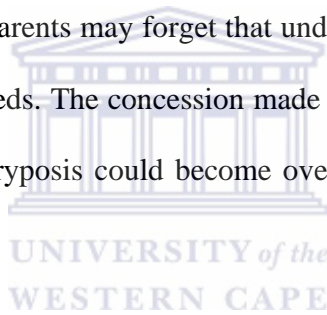 arents may forget that und
eds. The concession made
ryposis could become ove
UNIVERSITY of the
WESTERN CAPE